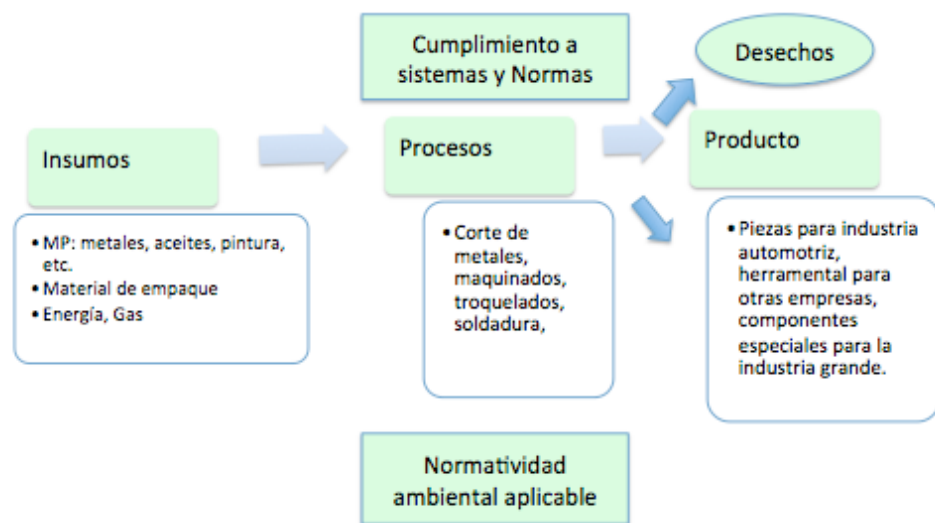 Cumplimiento a
sistemas y Normas
Desechos
Insumos
Procesos
Producto
• MP: metales, aceites, pintura,
etc.
• Material de empaque
• Energía, Gas
• Corte de
metales,
maquinados,
troquelados,
soldadura,
• Piezas para industria
automotriz,
herramental para
otras empresas,
componentes
especiales para la
industria grande.
Normatividad
ambiental aplicable